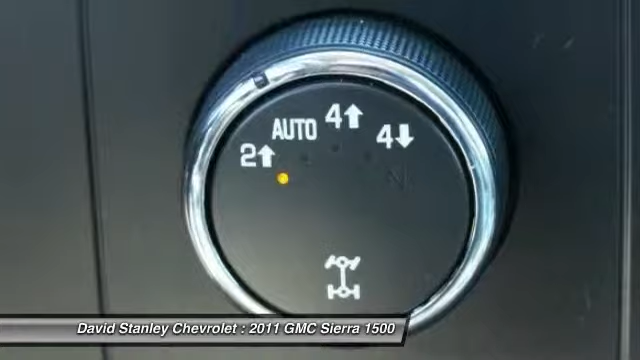 2↑ AUTO 4↑ 4↓
N
David Stanley Chevrolet : 2011 GMC Sierra 1500